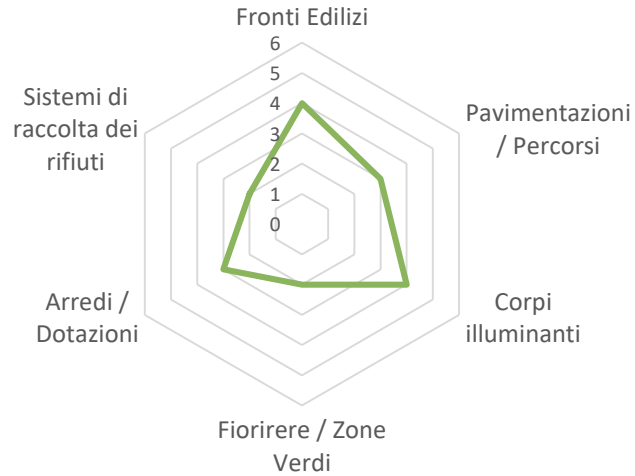 Fronti Edilizi
6
5
4
3
2
1
0
Pavimentazioni
/ Percorsi
Corpi
illuminanti
Fiorirere / Zone
Verdi
Arredi /
Dotazioni
Sistemi di
raccolta dei
rifiuti